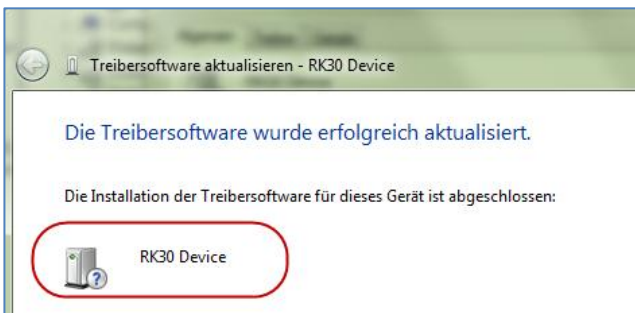 Treibersoftware aktualisieren - RK30 Device
Die Treibersoftware wurde erfolgreich aktualisiert.
Die Installation der Treibersoftware für dieses Gerät ist abgeschlossen:
RK30 Device